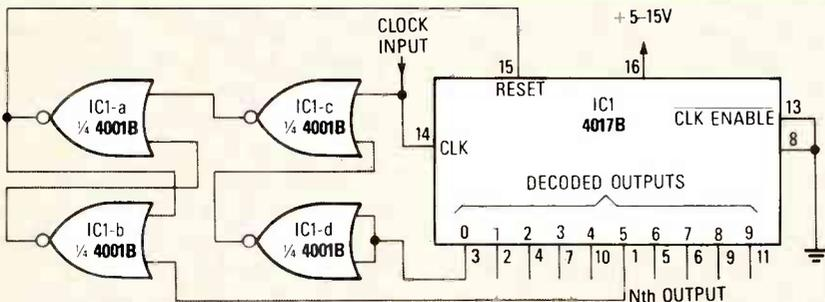 CLOCK
INPUT
+5–15V
15
16
RESET
IC1-a
¼ 4001B
IC1-c
¼ 4001B
IC1
4017B
CLK ENABLE
13
8
14
CLK
DECODED OUTPUTS
IC1-b
¼ 4001B
IC1-d
¼ 4001B
0 1 2 3 4 5 6 7 8 9
3 2 4 7 10 1 5 6 9 11
Nth OUTPUT